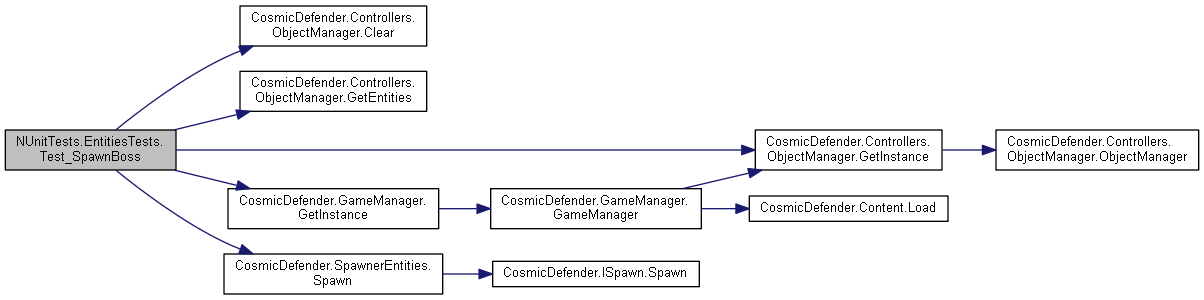 CosmicDefender.Controllers.
ObjectManager.Clear
CosmicDefender.Controllers.
ObjectManager.GetEntities
NUnitTests.EntitiesTests.
Test_SpawnBoss
CosmicDefender.Controllers.
ObjectManager.GetInstance
CosmicDefender.Controllers.
ObjectManager.ObjectManager
CosmicDefender.GameManager.
GetInstance
CosmicDefender.GameManager.
GameManager
CosmicDefender.Content.Load
CosmicDefender.SpawnerEntities.
Spawn
CosmicDefender.ISpawn.Spawn